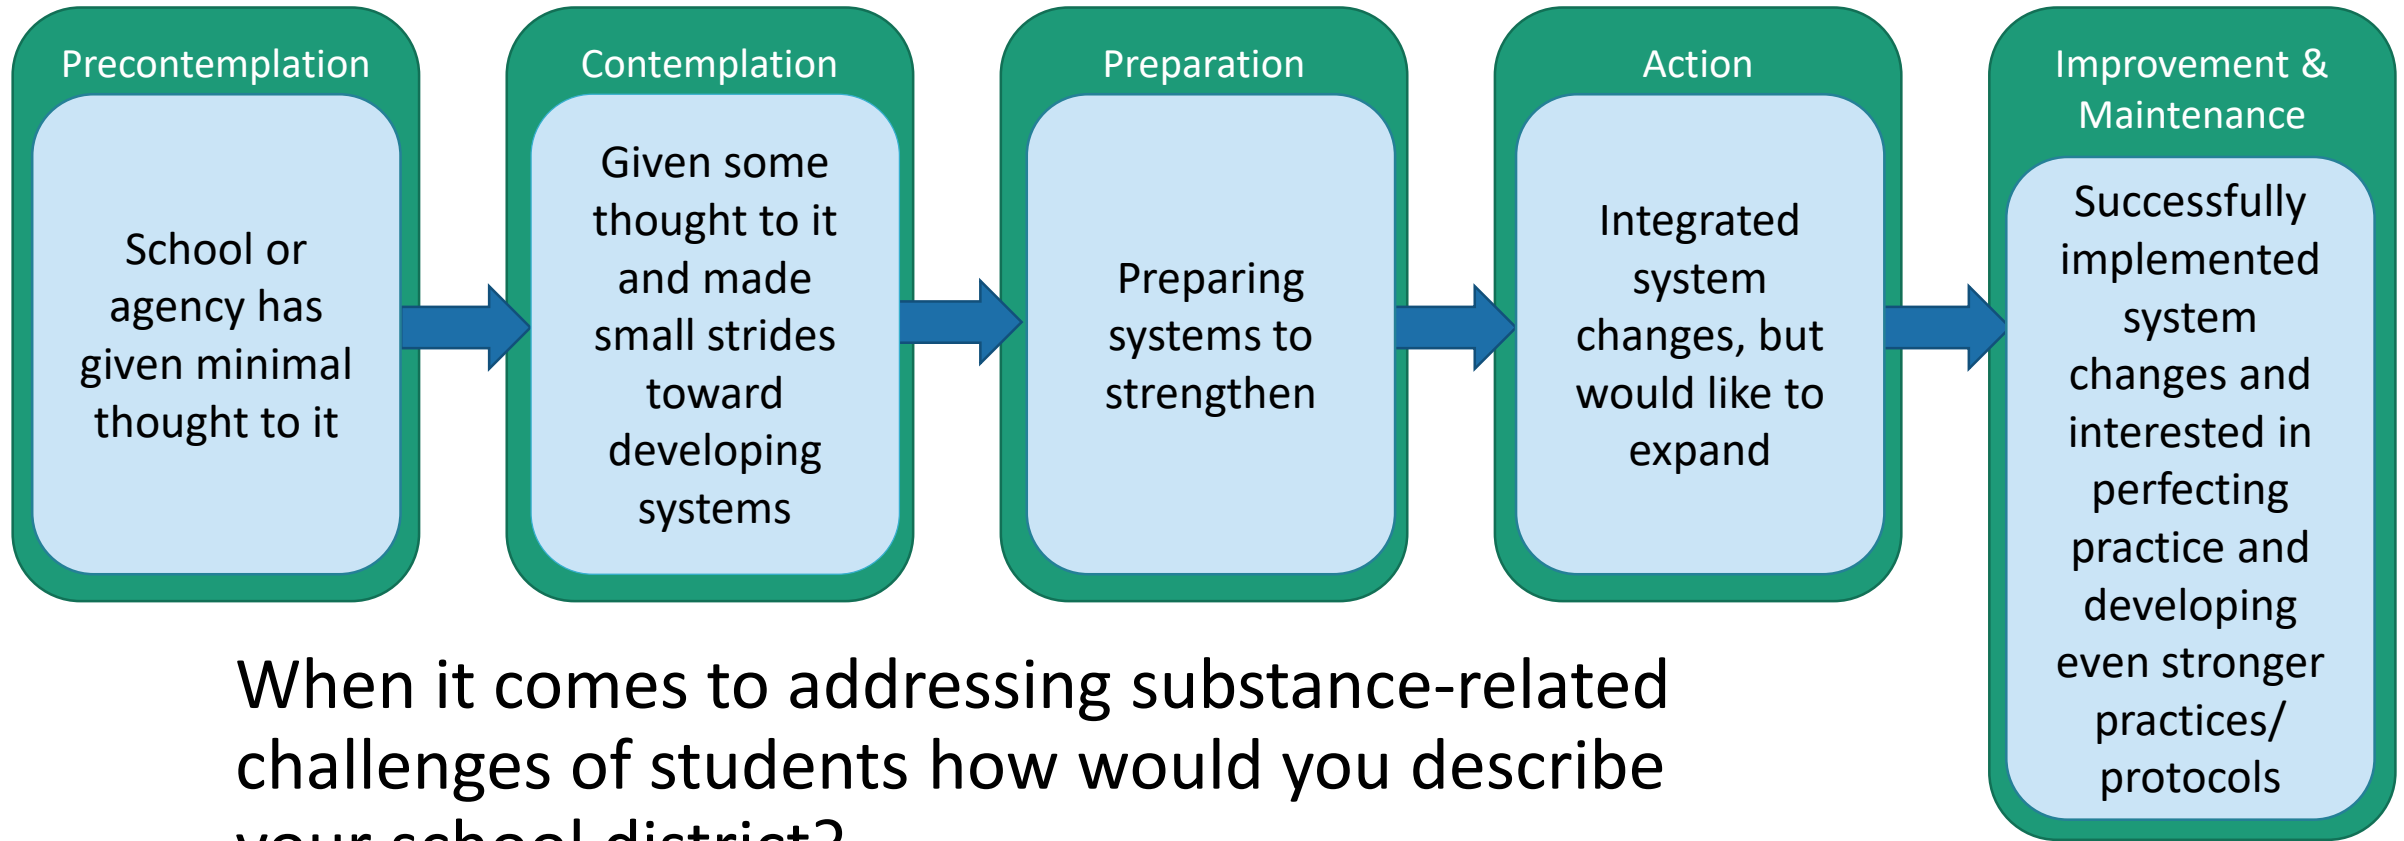 Precontemplation
School or
agency has
given minimal
thought to it
Contemplation
Given some
thought to it
and made
small strides
toward
developing
systems
Preparation
Preparing
systems to
strengthen
Action
Integrated
system
changes, but
would like to
expand
Improvement &
Maintenance
Successfully
implemented
system
changes and
interested in
perfecting
practice and
developing
even stronger
practices/
protocols
When it comes to addressing substance-related
challenges of students how would you describe
your school district?